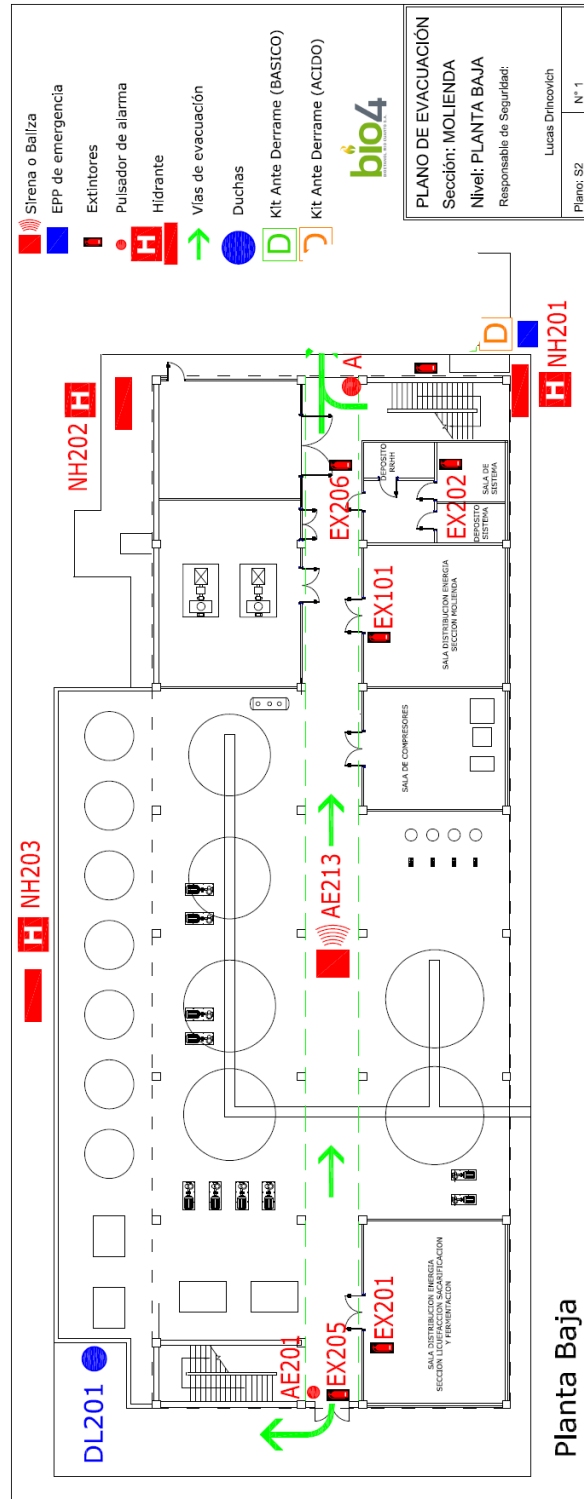 Sirena o Baliza
EPP de emergencia
Extintores
Pulsador de alarma
H
Hidrante
Vías de evacuación
Duchas
D
Kit Ante Derrame (BASICO)
Kit Ante Derrame (ACIDO)
bio4
PLANO DE EVACUACIÓN
Sección: MOLIENDA
Nivel: PLANTA BAJA
Responsable de Seguridad:
Lucas Drincovich
Plano: S2
N° 1
NH203
H
NH202
H
NH201
H
D
A
DL201
AE201
EX205
EX201
SALA DISTRIBUCION ENERGIA
SECCION LICUEFACCION SACARIFICACION
Y FERMENTACION
AE213
SALA DE COMPRESORES
EX101
SALA DISTRIBUCION ENERGIA
SECCION MOLIENDA
EX206
DEPOSITO
RRHH
EX202
DEPOSITO
SISTEMA
SALA DE
SISTEMA
Planta Baja